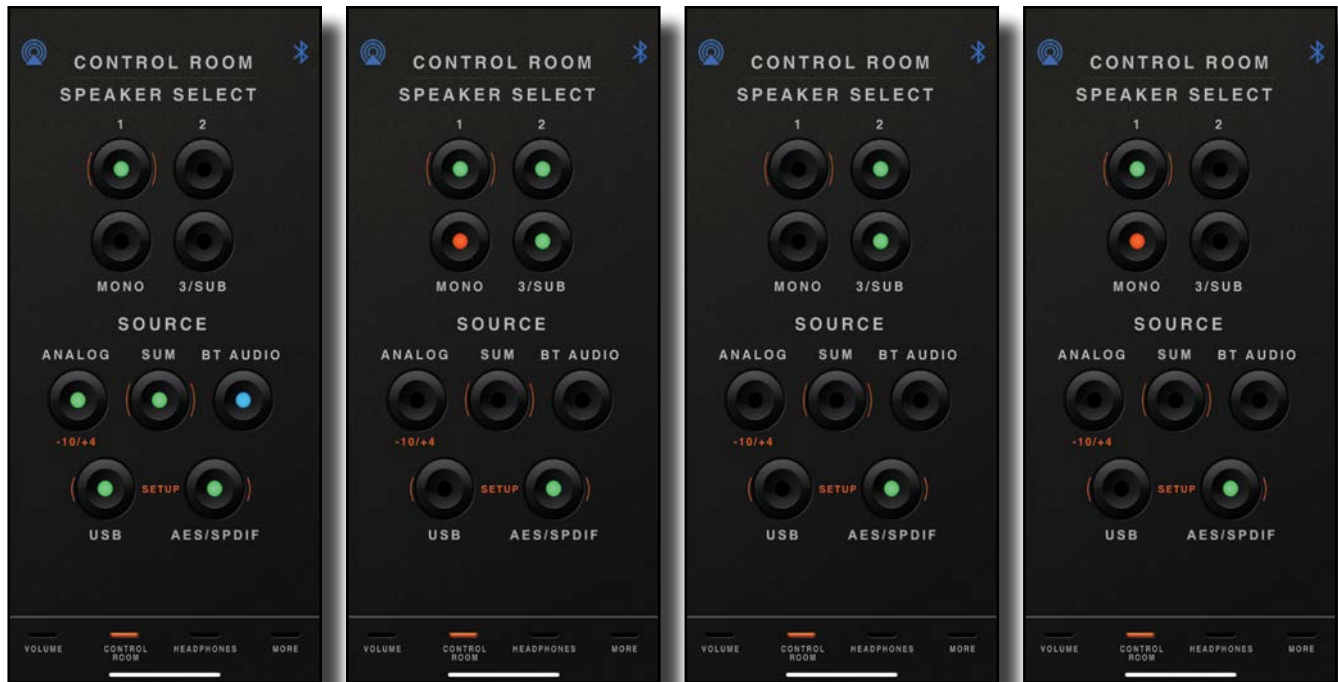 CONTROL ROOM
SPEAKER SELECT
1 2
MONO 3/SUB
SOURCE
ANALOG SUM BT AUDIO
-10/+4
SETUP
USB AES/SPDIF
VOLUME CONTROL ROOM HEADPHONES MORE
CONTROL ROOM
SPEAKER SELECT
1 2
MONO 3/SUB
SOURCE
ANALOG SUM BT AUDIO
-10/+4
SETUP
USB AES/SPDIF
VOLUME CONTROL ROOM HEADPHONES MORE
CONTROL ROOM
SPEAKER SELECT
1 2
MONO 3/SUB
SOURCE
ANALOG SUM BT AUDIO
-10/+4
SETUP
USB AES/SPDIF
VOLUME CONTROL ROOM HEADPHONES MORE
CONTROL ROOM
SPEAKER SELECT
1 2
MONO 3/SUB
SOURCE
ANALOG SUM BT AUDIO
-10/+4
SETUP
USB AES/SPDIF
VOLUME CONTROL ROOM HEADPHONES MORE